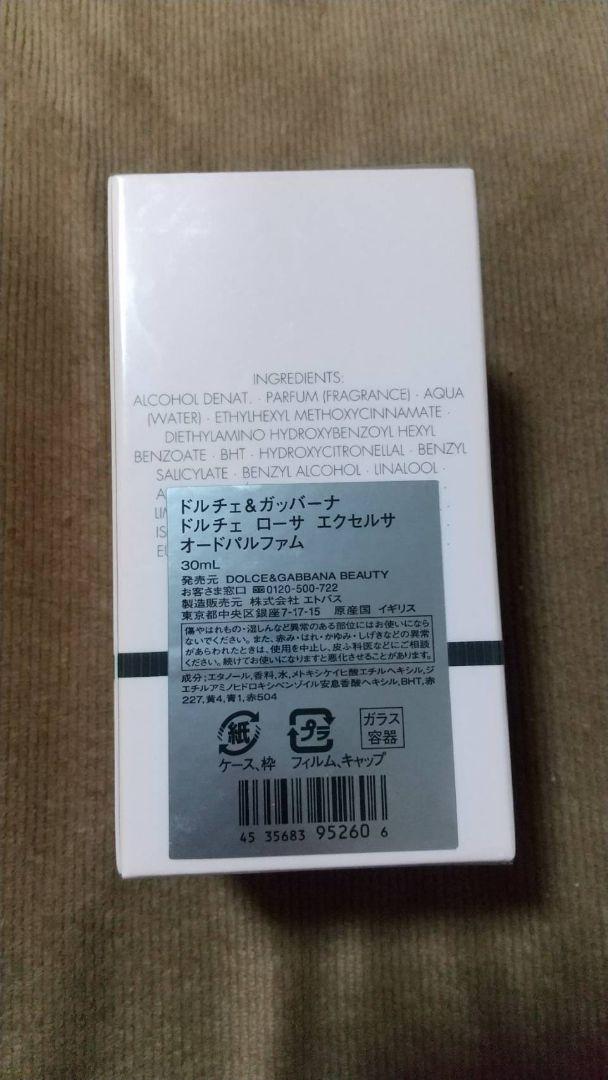 INGREDIENTS:
ALCOHOL DENAT. · PARFUM (FRAGRANCE) · AQUA
(WATER) · ETHYLHEXYL METHOXYCINNAMATE ·
DIETHYLAMINO HYDROXYBENZOYL HEXYL
BENZOATE · BHT · HYDROXYCITRONELLAL · BENZYL
SALICYLATE · BENZYL ALCOHOL · LINALOOL ·
ドルチェ&ガッバーナ
ドルチェ ローサ エクセルサ
オードパルファム
30mL
発売元 DOLCE&GABBANA BEAUTY
お客さま窓口 0120-500-722
製造販売元 株式会社 エトバス
東京都中央区銀座7-17-15 原産国 イギリス
傷やはれもの・湿しんなど異常のある部位にはお使いになら
ないでください。また、赤み・はれ・かゆみ・しげきなどの異常
があらわれたときは、使用を中止し、皮ふ科医などにご相談
ください。続けてお使いになりますと悪化させることがあります。
成分;エタノール,香料,水,メトキシケイヒ酸エチルヘキシル,ジ
エチルアミノヒドロキシベンゾイル安息香酸ヘキシル,BHT,赤
227,黄4,青1,赤504
紙 プラ ガラス
容器
ケース、枠 フィルム、キャップ
45 35683 95260 6